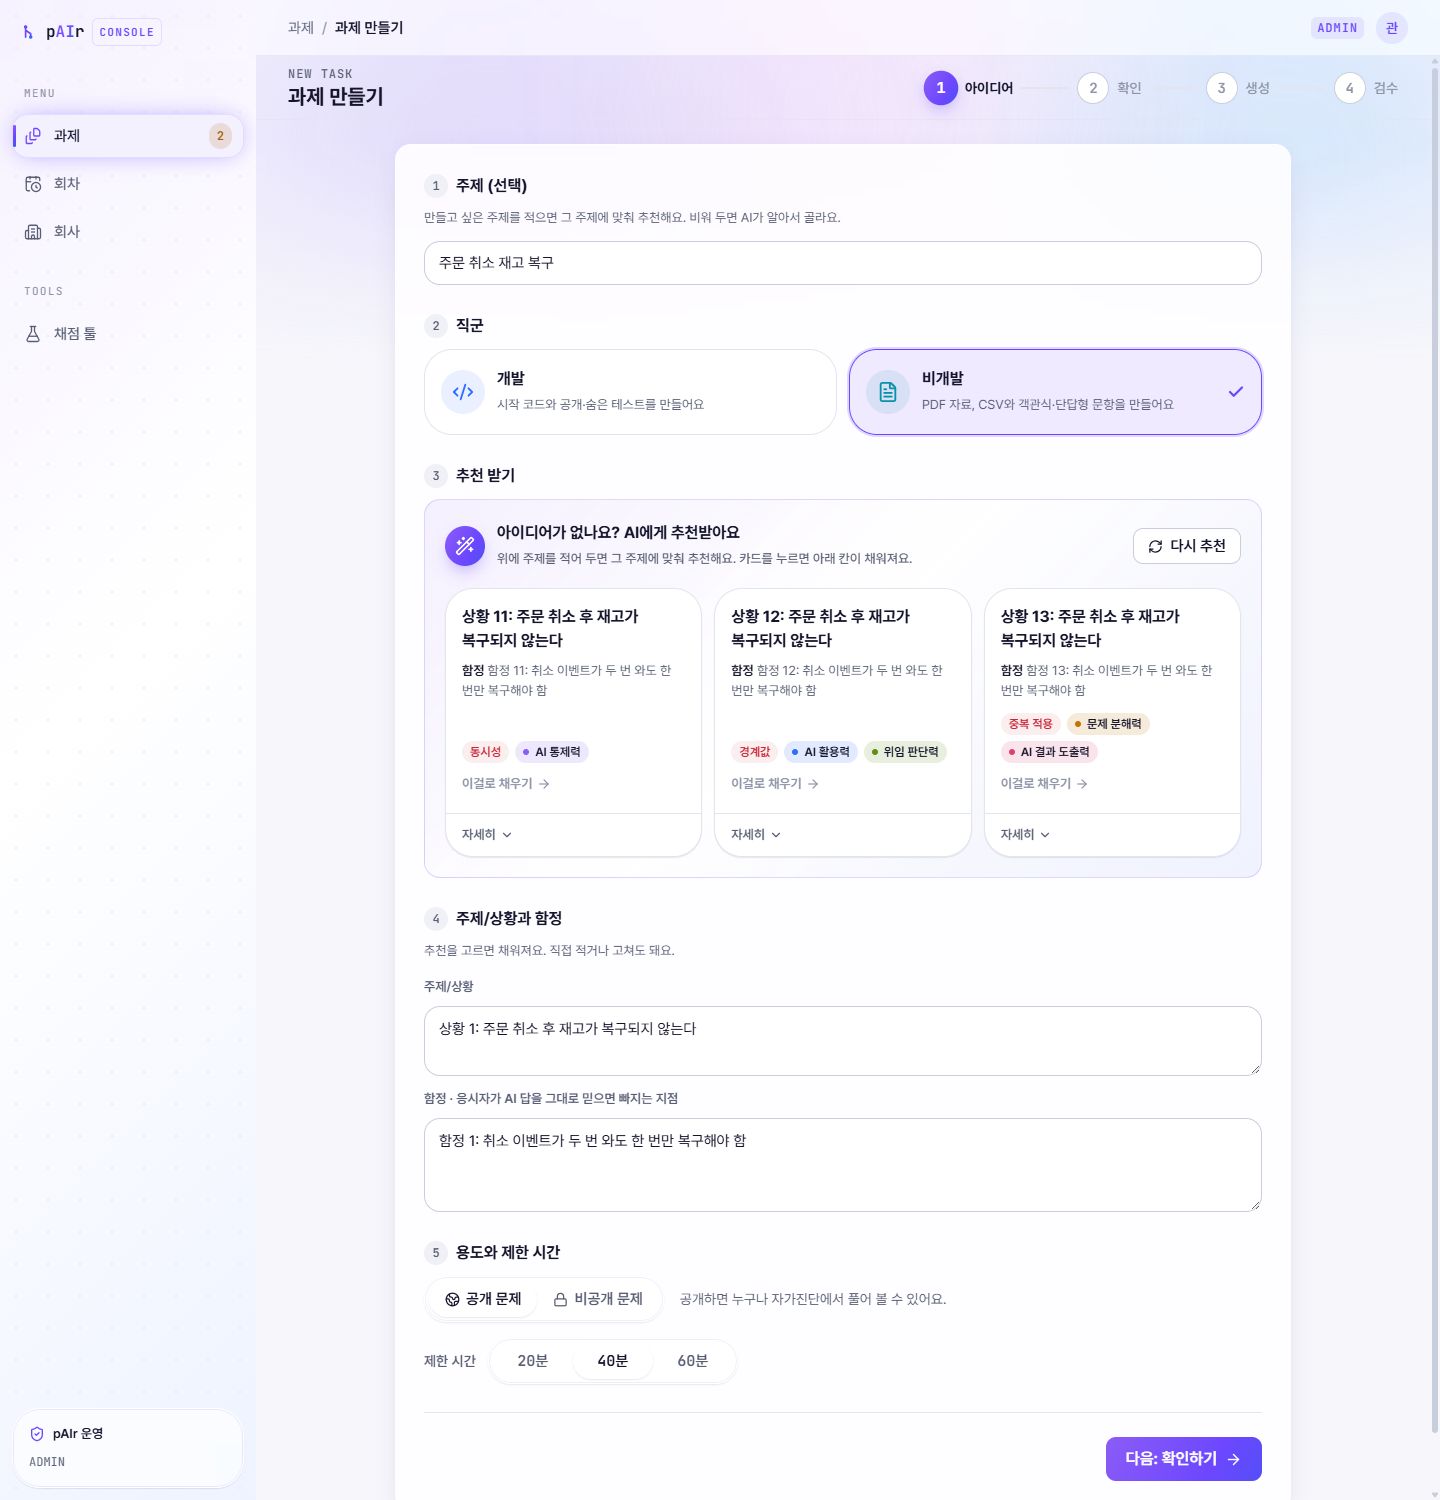 pAIr CONSOLE
과제 / 과제 만들기
ADMIN
관
MENU
과제 2
회차
회사
TOOLS
채점 툴
NEW TASK
과제 만들기
1 아이디어
2 확인
3 생성
4 검수
1 주제 (선택)
만들고 싶은 주제를 적으면 그 주제에 맞춰 추천해요. 비워 두면 AI가 알아서 골라요.
주문 취소 재고 복구
2 직군
개발
시작 코드와 공개·숨은 테스트를 만들어요
비개발
PDF 자료, CSV와 객관식·단답형 문항을 만들어요
3 추천 받기
아이디어가 없나요? AI에게 추천받아요
위에 주제를 적어 두면 그 주제에 맞춰 추천해요. 카드를 누르면 아래 칸이 채워져요.
다시 추천
상황 11: 주문 취소 후 재고가
복구되지 않는다
함정 함정 11: 취소 이벤트가 두 번 와도 한
번만 복구해야 함
동시성 AI 통제력
이걸로 채우기
자세히
상황 12: 주문 취소 후 재고가
복구되지 않는다
함정 함정 12: 취소 이벤트가 두 번 와도 한
번만 복구해야 함
경계값 AI 활용력 위임 판단력
이걸로 채우기
자세히
상황 13: 주문 취소 후 재고가
복구되지 않는다
함정 함정 13: 취소 이벤트가 두 번 와도 한
번만 복구해야 함
중복 적용 문제 분해력
AI 결과 도출력
이걸로 채우기
자세히
4 주제/상황과 함정
추천을 고르면 채워져요. 직접 적거나 고쳐도 돼요.
주제/상황
상황 1: 주문 취소 후 재고가 복구되지 않는다
함정 · 응시자가 AI 답을 그대로 믿으면 빠지는 지점
함정 1: 취소 이벤트가 두 번 와도 한 번만 복구해야 함
5 용도와 제한 시간
공개 문제 비공개 문제 공개하면 누구나 자가진단에서 풀어 볼 수 있어요.
제한 시간 20분 40분 60분
다음: 확인하기
pAIr 운영
ADMIN